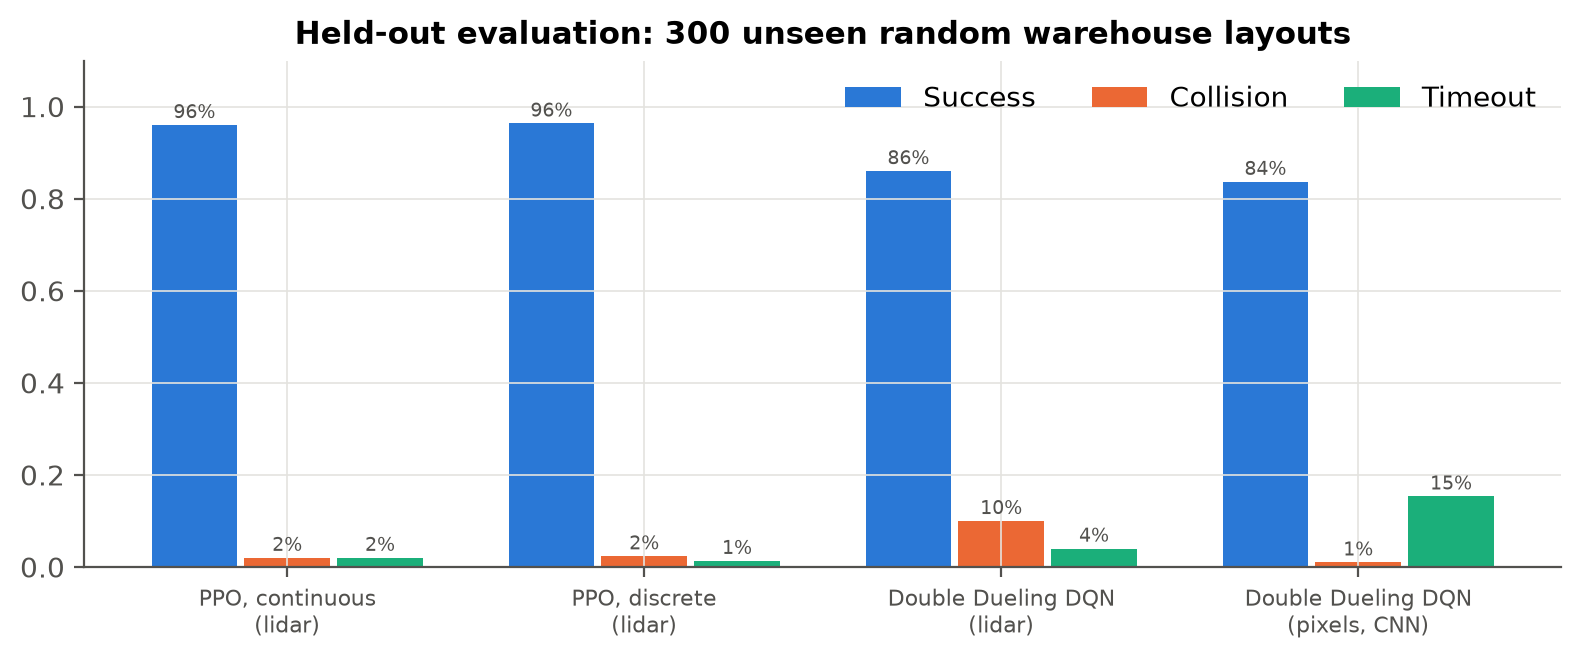 Held-out evaluation: 300 unseen random warehouse layouts
Success Collision Timeout
1.0
0.8
0.6
0.4
0.2
0.0
96%
2%
2%
96%
2%
1%
86%
10%
4%
84%
1%
15%
PPO, continuous
(lidar)
PPO, discrete
(lidar)
Double Dueling DQN
(lidar)
Double Dueling DQN
(pixels, CNN)